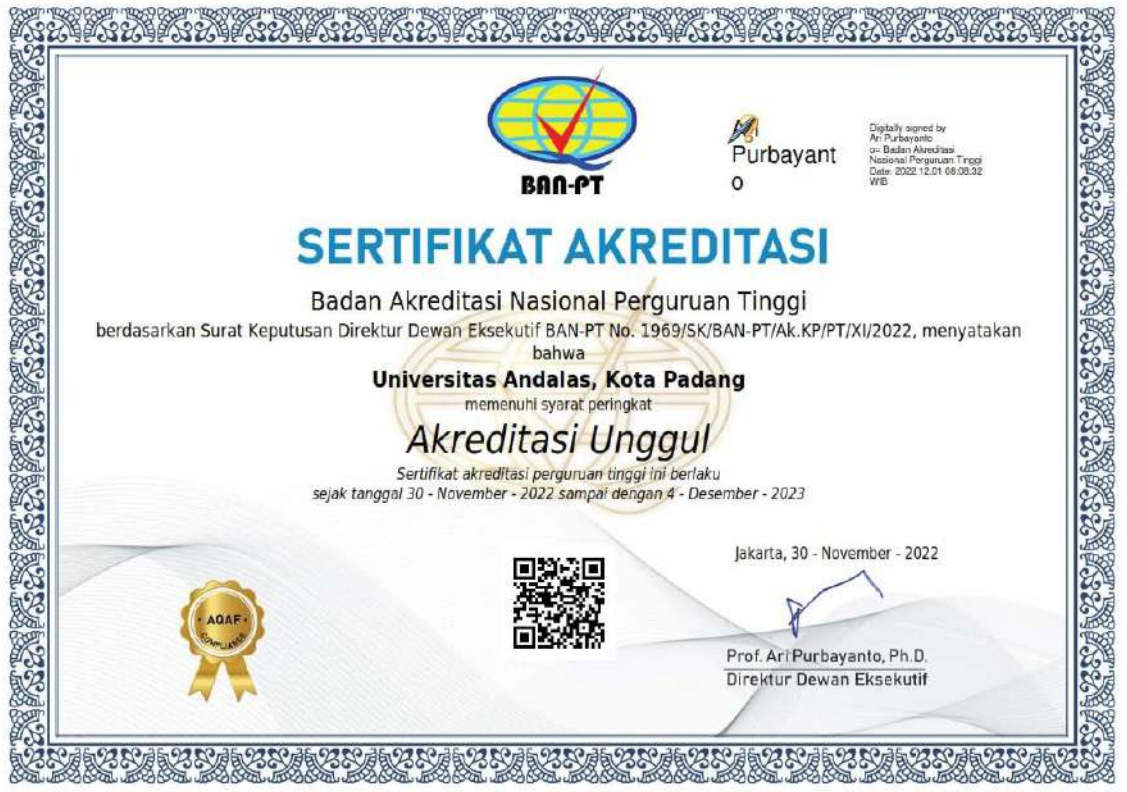 BAN-PT
Purbayant
o
Digitally signed by
Ari Purbayanto
o= Badan Akreditasi
Nasional Perguruan Tinggi
Date: 2022.12.01 08:08:32
WIB
SERTIFIKAT AKREDITASI
Badan Akreditasi Nasional Perguruan Tinggi
berdasarkan Surat Keputusan Direktur Dewan Eksekutif BAN-PT No. 1969/SK/BAN-PT/Ak.KP/PT/XI/2022, menyatakan
bahwa
Universitas Andalas, Kota Padang
memenuhi syarat peringkat
Akreditasi Unggul
Sertifikat akreditasi perguruan tinggi ini berlaku
sejak tanggal 30 - November - 2022 sampai dengan 4 - Desember - 2023
Jakarta, 30 - November - 2022
AQAF
COMPLIANCE
Prof. Ari Purbayanto, Ph.D.
Direktur Dewan Eksekutif